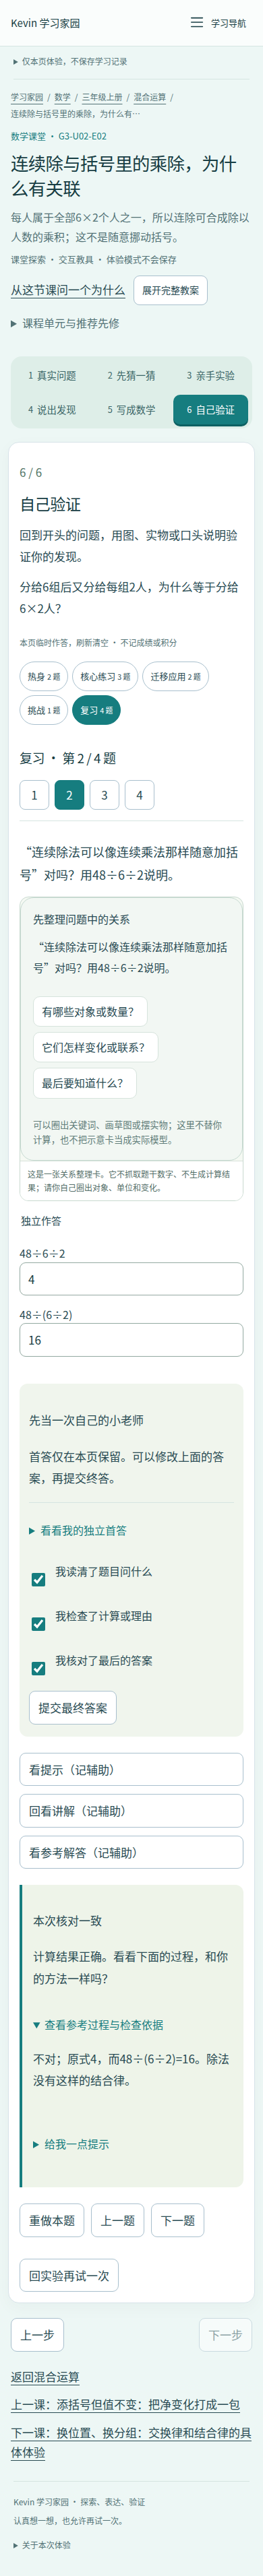 Kevin 学习家园
学习导航
仅本页体验，不保存学习记录
学习家园 / 数学 / 三年级上册 / 混合运算 /
连续除与括号里的乘除，为什么有…
数学课堂 · G3-U02-E02
连续除与括号里的乘除，为什
么有关联
每人属于全部6×2个人之一，所以连除可合成除以
人数的乘积；这不是随意挪动括号。
课堂探索 · 交互教具 · 体验模式不会保存
从这节课问一个为什么
展开完整教案
课程单元与推荐先修
1 真实问题
2 先猜一猜
3 亲手实验
4 说出发现
5 写成数学
6 自己验证
6 / 6
自己验证
回到开头的问题，用图、实物或口头说明验
证你的发现。
分给6组后又分给每组2人，为什么等于分给
6×2人？
本页临时作答，刷新清空 · 不记成绩或积分
热身 2 题
核心练习 3 题
迁移应用 2 题
挑战 1 题
复习 4 题
复习 · 第 2 / 4 题
1
2
3
4
“连续除法可以像连续乘法那样随意加括
号”对吗？用48÷6÷2说明。
先整理问题中的关系
“连续除法可以像连续乘法那样随意加括
号”对吗？用48÷6÷2说明。
有哪些对象或数量？
它们怎样变化或联系？
最后要知道什么？
可以圈出关键词、画草图或摆实物；这里不替你
计算，也不把示意卡当成实际模型。
这是一张关系整理卡。它不抓取题干数字、不生成计算结
果；请你自己圈出对象、单位和变化。
独立作答
48÷6÷2
4
48÷(6÷2)
16
先当一次自己的小老师
首答仅在本页保留。可以修改上面的答
案，再提交终答。
看看我的独立首答
我读清了题目问什么
我检查了计算或理由
我核对了最后的答案
提交最终答案
看提示（记辅助）
回看讲解（记辅助）
看参考解答（记辅助）
本次核对一致
计算结果正确。看看下面的过程，和你
的方法一样吗？
查看参考过程与检查依据
不对；原式4，而48÷(6÷2)=16。除法
没有这样的结合律。
给我一点提示
重做本题
上一题
下一题
回实验再试一次
上一步
下一步
返回混合运算
上一课：添括号但值不变：把净变化打成一包
下一课：换位置、换分组：交换律和结合律的具
体体验
Kevin 学习家园 · 探索、表达、验证
认真想一想，也允许再试一次。
关于本次体验